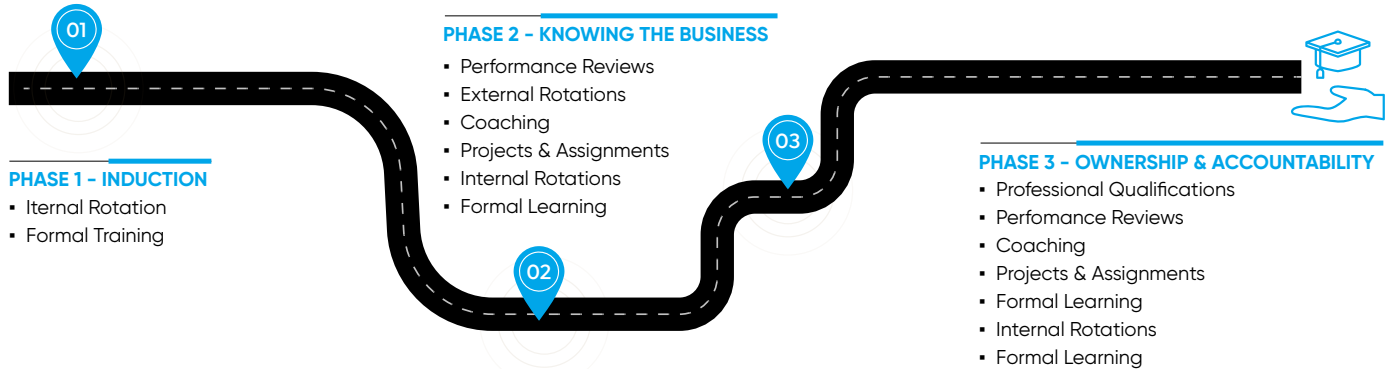 01
PHASE 1 - INDUCTION
▪ Iternal Rotation
▪ Formal Training
PHASE 2 - KNOWING THE BUSINESS
▪ Performance Reviews
▪ External Rotations
▪ Coaching
▪ Projects & Assignments
▪ Internal Rotations
▪ Formal Learning
02
03
PHASE 3 - OWNERSHIP & ACCOUNTABILITY
▪ Professional Qualifications
▪ Perfomance Reviews
▪ Coaching
▪ Projects & Assignments
▪ Formal Learning
▪ Internal Rotations
▪ Formal Learning